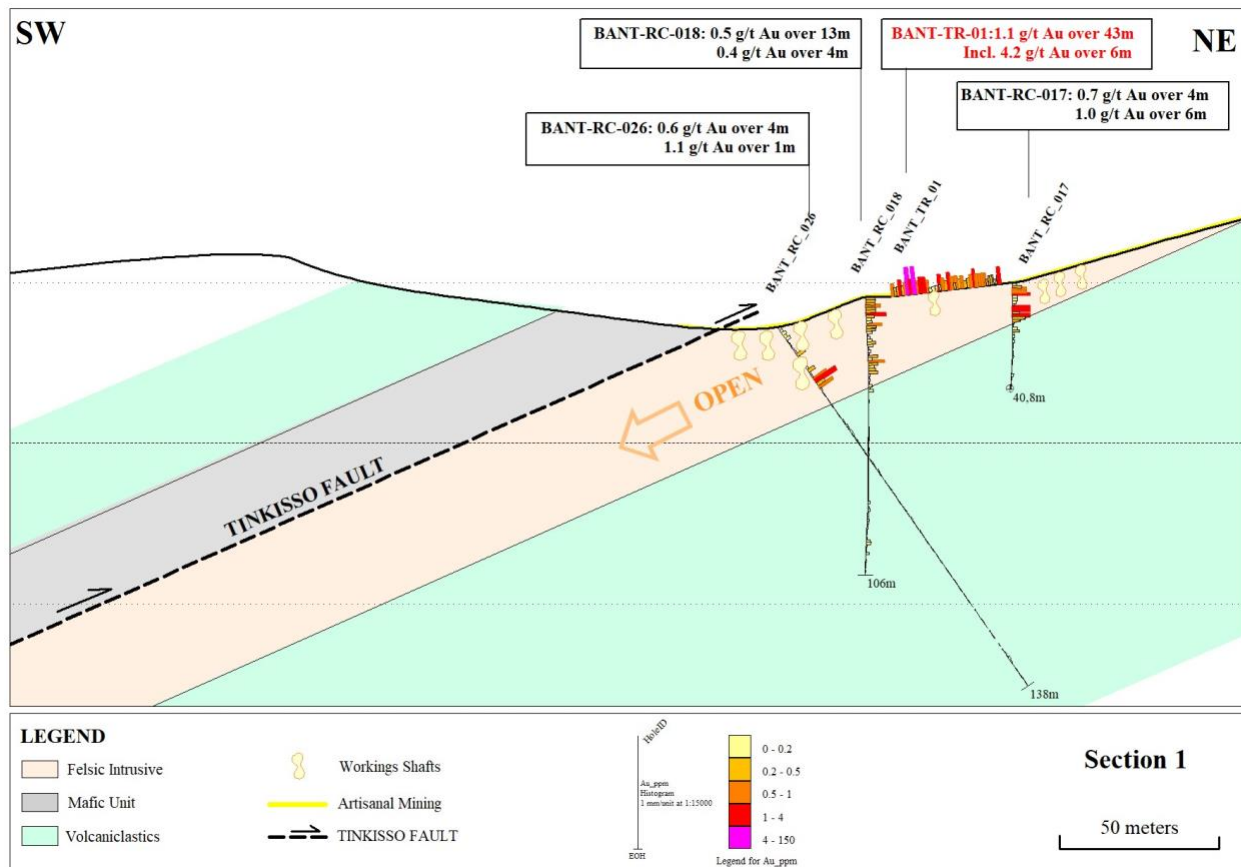 SW
NE
BANT-RC-018: 0.5 g/t Au over 13m
0.4 g/t Au over 4m
BANT-TR-01:1.1 g/t Au over 43m
Incl. 4.2 g/t Au over 6m
BANT-RC-017: 0.7 g/t Au over 4m
1.0 g/t Au over 6m
BANT-RC-026: 0.6 g/t Au over 4m
1.1 g/t Au over 1m
BANT_RC_026
BANT_RC_018
BANT_TR_01
BANT_RC_017
OPEN
40,8m
TINKISSO FAULT
106m
138m
LEGEND
Felsic Intrusive
Mafic Unit
Volcaniclastics
Workings Shafts
Artisanal Mining
TINKISSO FAULT
HoleID
Au_ppm
Histogram
1 mm/unit at 1:15000
EOH
0 - 0.2
0.2 - 0.5
0.5 - 1
1 - 4
4 - 150
Legend for Au_ppm
Section 1
50 meters